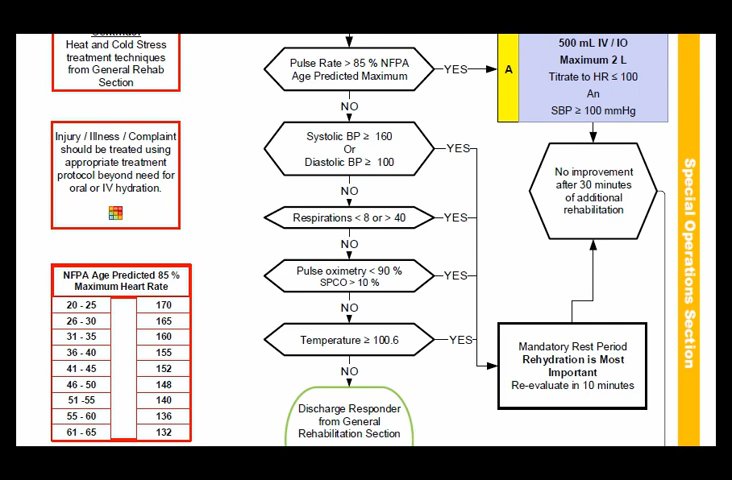 Heat and Cold Stress
treatment techniques
from General Rehab
Section
Injury / Illness / Complaint
should be treated using
appropriate treatment
protocol beyond need for
oral or IV hydration.
NFPA Age Predicted 85 %
Maximum Heart Rate
20 - 25 170
26 - 30 165
31 - 35 160
36 - 40 155
41 - 45 152
46 - 50 148
51 -55 140
55 - 60 136
61 - 65 132
Pulse Rate > 85 % NFPA
Age Predicted Maximum
YES
NO
Systolic BP ≥ 160
Or
Diastolic BP ≥ 100
YES
NO
Respirations < 8 or > 40
YES
NO
Pulse oximetry < 90 %
SPCO > 10 %
YES
NO
Temperature ≥ 100.6
YES
NO
Discharge Responder
from General
Rehabilitation Section
A
500 mL IV / IO
Maximum 2 L
Titrate to HR ≤ 100
An
SBP ≥ 100 mmHg
No improvement
after 30 minutes
of additional
rehabilitation
Mandatory Rest Period
Rehydration is Most
Important
Re-evaluate in 10 minutes
Special Operations Section